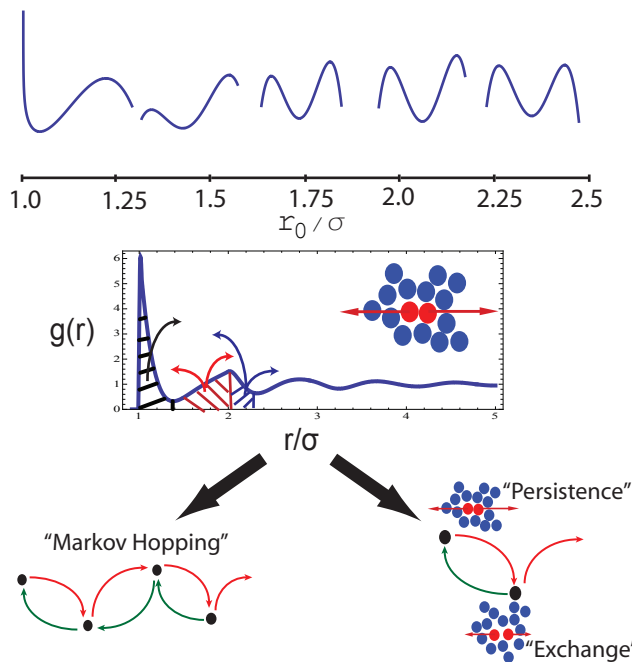 1.0 1.25 1.5 1.75 2.0 2.25 2.5
r₀/σ
6
5
4
g(r) 3
2
1
0
1 2 3 4 5
r/σ
"Persistence"
"Markov Hopping"
"Exchange"